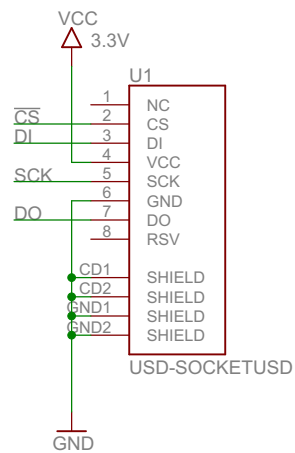 VCC
3.3V
U1
1 NC
CS 2 CS
DI 3 DI
4 VCC
SCK 5 SCK
6 GND
DO 7 DO
8 RSV
CD1 SHIELD
CD2 SHIELD
GND1 SHIELD
GND2 SHIELD
USD-SOCKETUSD
GND